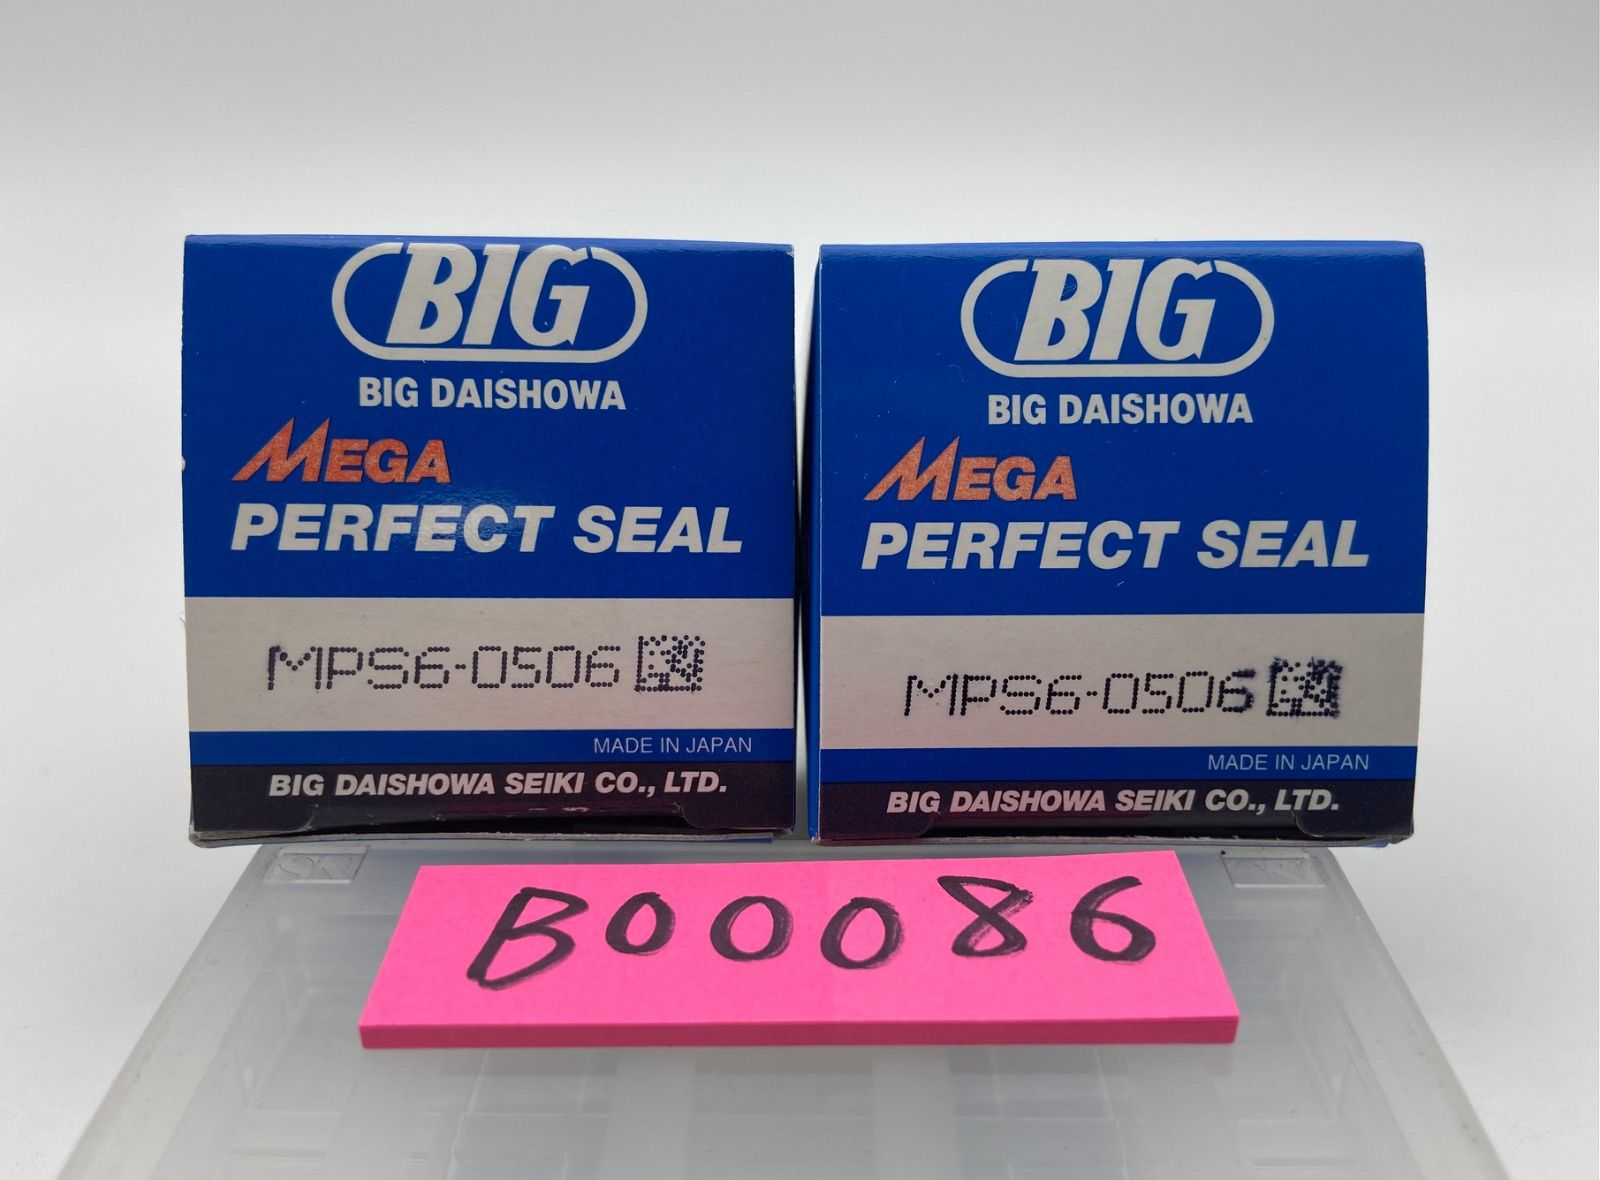 BIG
BIG DAISHOWA
MEGA
PERFECT SEAL
MPS6-0506
MADE IN JAPAN
BIG DAISHOWA SEIKI CO., LTD.
BIG
BIG DAISHOWA
MEGA
PERFECT SEAL
MPS6-0506
MADE IN JAPAN
BIG DAISHOWA SEIKI CO., LTD.
B00086